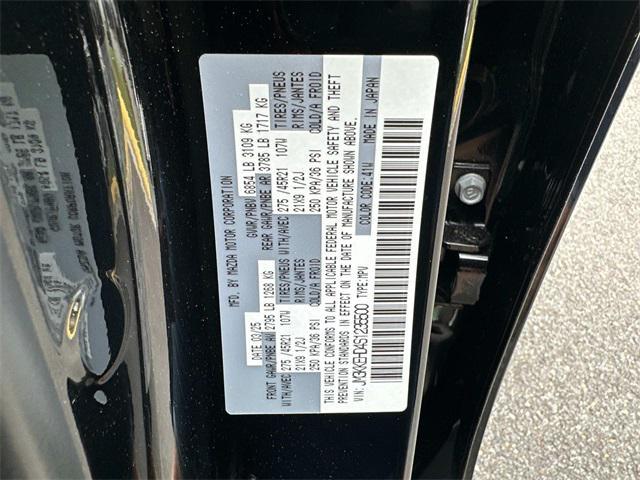 MFD. BY MAZDA MOTOR CORPORATION
DATE 03/25 GVWR/PNBV 6854 LB 3109 KG
FRONT GAWR/PNBE AV 2795 LB 1268 KG REAR GAWR/PNBE AR 3785 LB 1717 KG
WITH/AVEC 275 /45R21 107W TIRES/PNEUS WITH/AVEC 275 /45R21 107W TIRES/PNEUS
21X9 1/2J RIMS/JANTES 21X9 1/2J RIMS/JANTES
250 KPA/36 PSI COLD/A FROID 250 KPA/36 PSI COLD/A FROID
THIS VEHICLE CONFORMS TO ALL APPLICABLE FEDERAL MOTOR VEHICLE SAFETY AND THEFT
PREVENTION STANDARDS IN EFFECT ON THE DATE OF MANUFACTURE SHOWN ABOVE.
VIN: JM3KKEHD4S1235600 TYPE:MPV COLOR CODE:41W MADE IN JAPAN